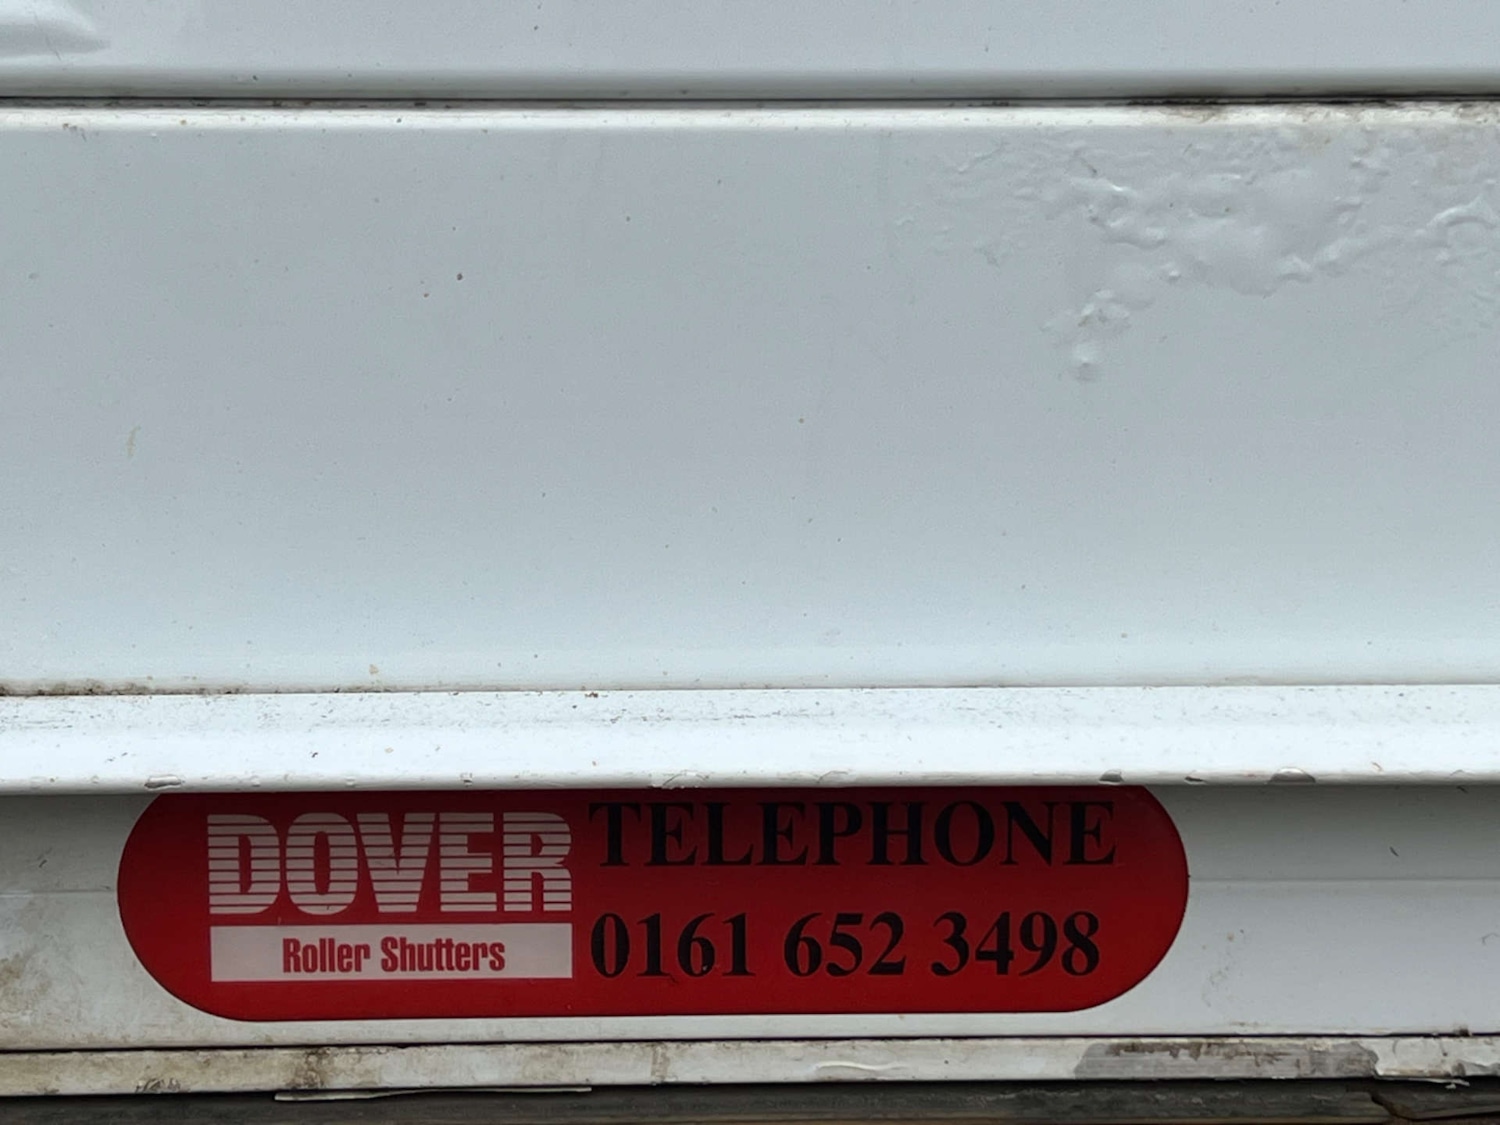 DOVER
Roller Shutters
TELEPHONE
0161 652 3498